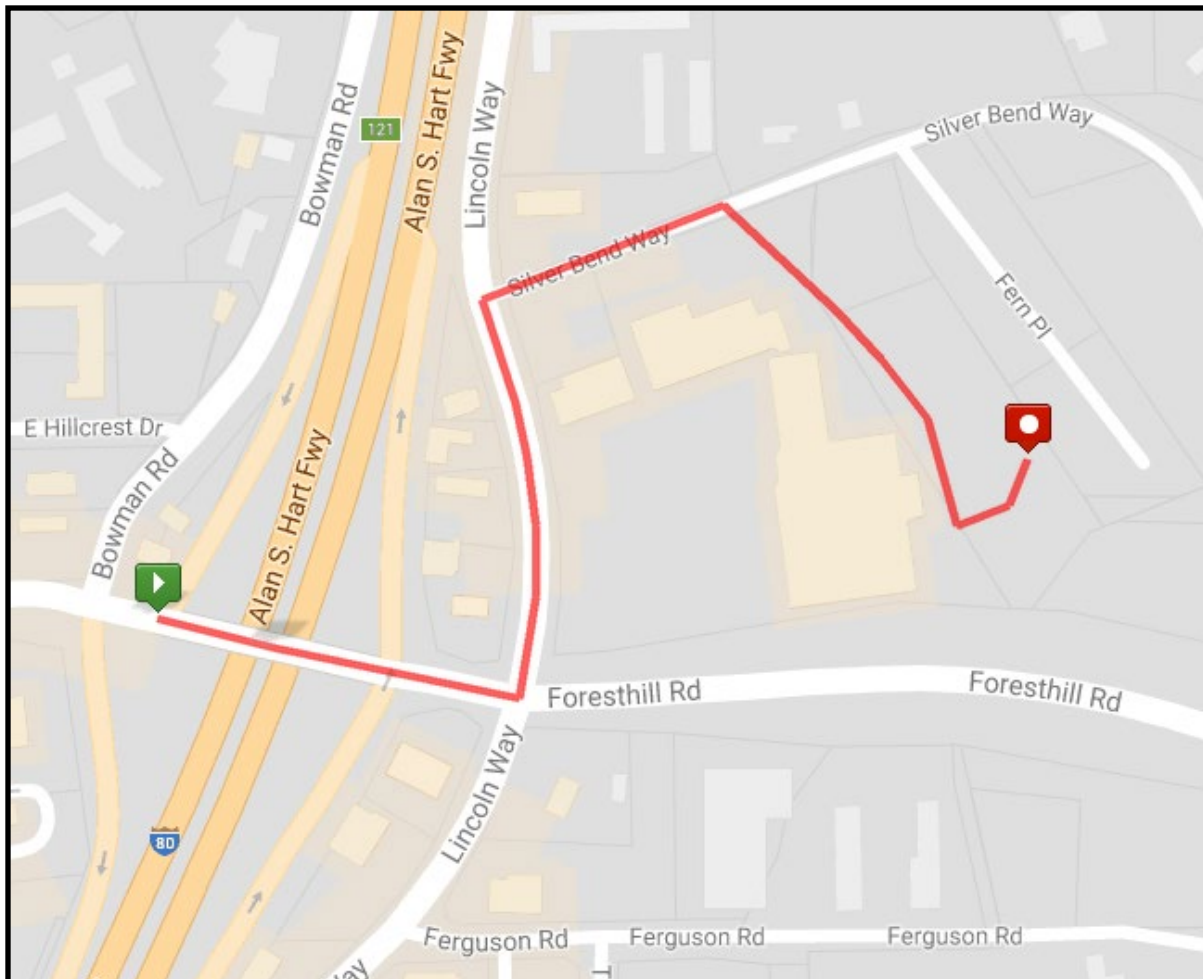 Bowman Rd
121
Alan S. Hart Fwy
Lincoln Way
Silver Bend Way
Silver Bend Way
Fern Pl
E Hillcrest Dr
Bowman Rd
Alan S. Hart Fwy
Foresthill Rd
Foresthill Rd
Lincoln Way
80
Ferguson Rd
Ferguson Rd
Ferguson Rd
Way
T